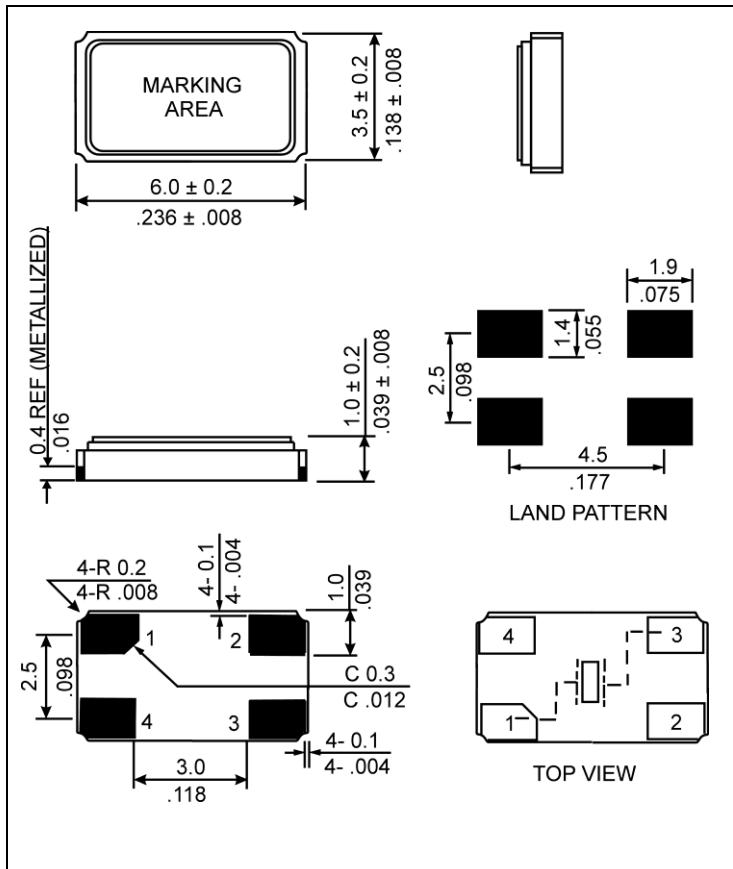 MARKING
AREA
3.5 ± 0.2
.138 ± .008
6.0 ± 0.2
.236 ± .008
0.4 REF (METALLIZED)
.016
1.0 ± 0.2
.039 ± .008
1.9
.075
1.4
.055
2.5
.098
4.5
.177
LAND PATTERN
4-R 0.2
4-R .008
4- 0.1
4- .004
1.0
.039
1
2
2.5
.098
C 0.3
C .012
4
3
4- 0.1
4- .004
3.0
.118
4
3
1
2
TOP VIEW